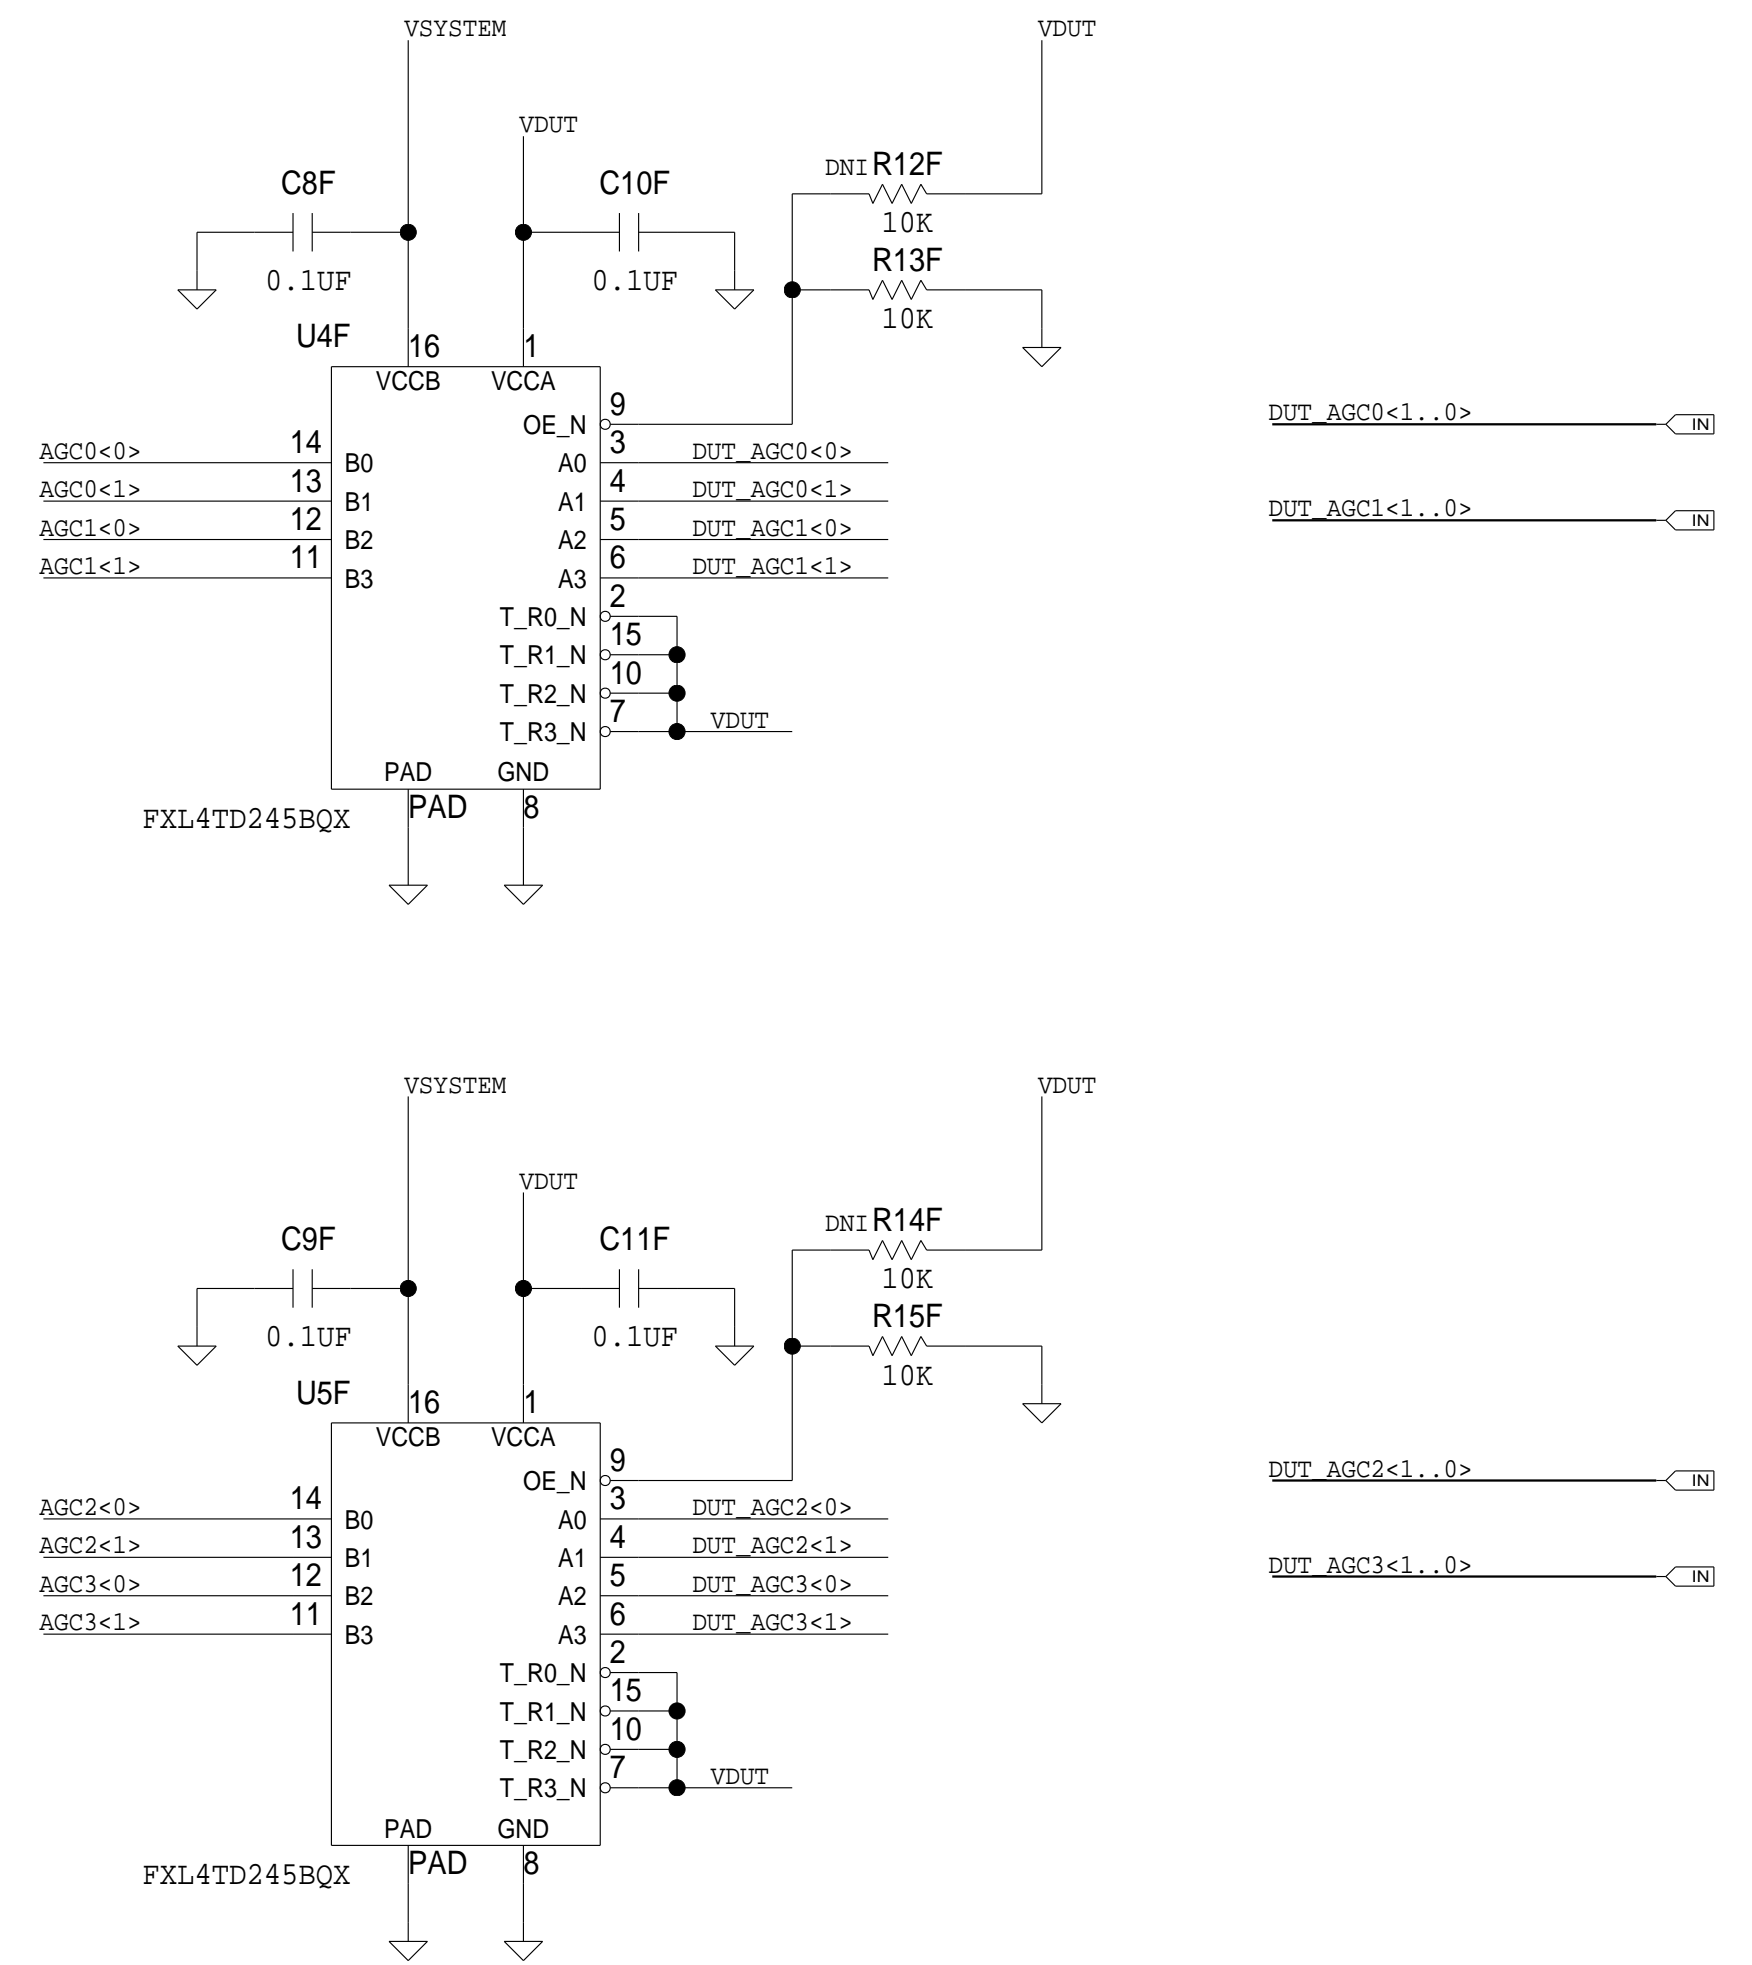 VSYSTEM
VDUT
VDUT
DNI R12F
C8F
C10F
10K
R13F
0.1UF
0.1UF
10K
U4F
16
1
VCCB
VCCA
9
OE_N
DUT_AGC0<1..0>
IN
AGC0<0>
14
B0
A0
3
DUT_AGC0<0>
AGC0<1>
13
B1
A1
4
DUT_AGC0<1>
DUT_AGC1<1..0>
IN
AGC1<0>
12
B2
A2
5
DUT_AGC1<0>
AGC1<1>
11
B3
A3
6
DUT_AGC1<1>
T_R0_N
2
T_R1_N
15
T_R2_N
10
T_R3_N
7
VDUT
PAD
GND
PAD
8
FXL4TD245BQX
VSYSTEM
VDUT
VDUT
DNI R14F
C9F
C11F
10K
R15F
0.1UF
0.1UF
10K
U5F
16
1
VCCB
VCCA
9
OE_N
DUT_AGC2<1..0>
IN
AGC2<0>
14
B0
A0
3
DUT_AGC2<0>
AGC2<1>
13
B1
A1
4
DUT_AGC2<1>
DUT_AGC3<1..0>
IN
AGC3<0>
12
B2
A2
5
DUT_AGC3<0>
AGC3<1>
11
B3
A3
6
DUT_AGC3<1>
T_R0_N
2
T_R1_N
15
T_R2_N
10
T_R3_N
7
VDUT
PAD
GND
PAD
8
FXL4TD245BQX